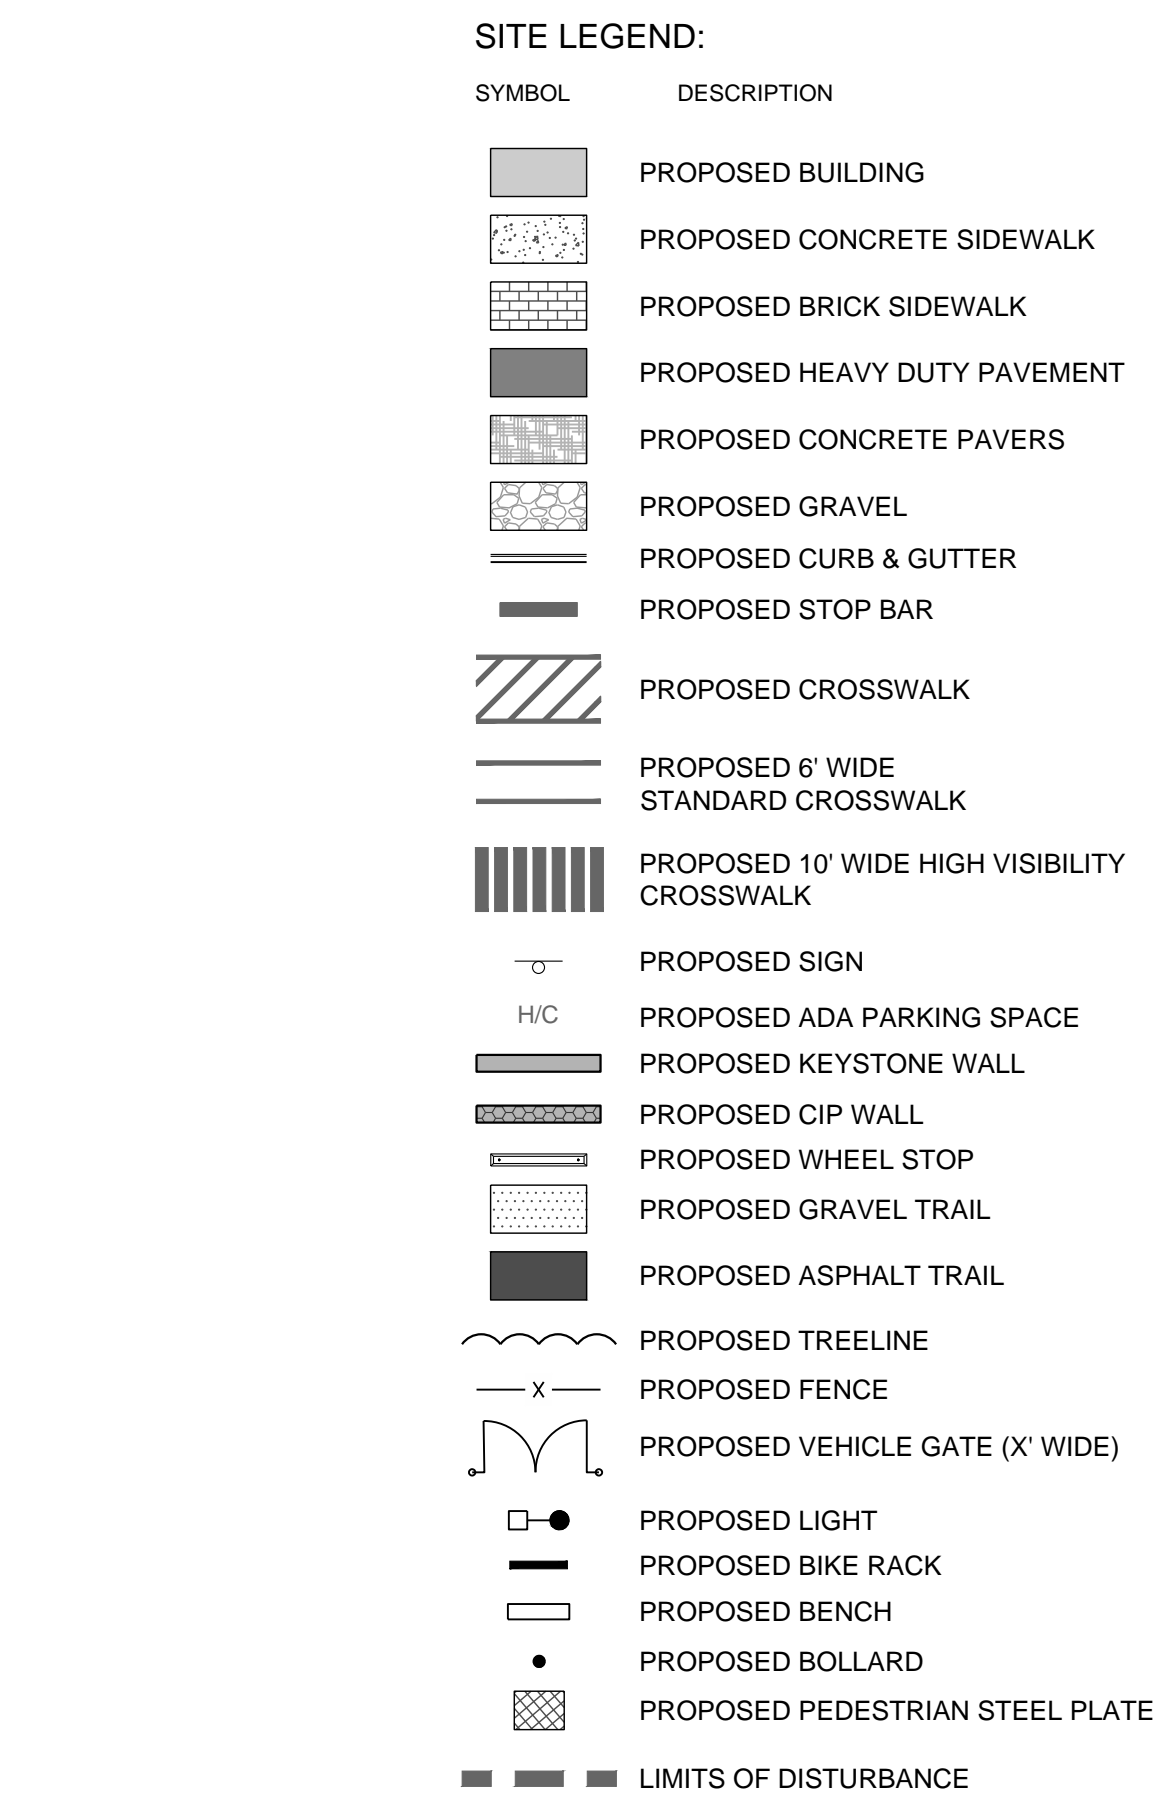 SITE LEGEND:
SYMBOL DESCRIPTION
PROPOSED BUILDING
PROPOSED CONCRETE SIDEWALK
PROPOSED BRICK SIDEWALK
PROPOSED HEAVY DUTY PAVEMENT
PROPOSED CONCRETE PAVERS
PROPOSED GRAVEL
PROPOSED CURB & GUTTER
PROPOSED STOP BAR
PROPOSED CROSSWALK
PROPOSED 6' WIDE
STANDARD CROSSWALK
PROPOSED 10' WIDE HIGH VISIBILITY
CROSSWALK
PROPOSED SIGN
H/C PROPOSED ADA PARKING SPACE
PROPOSED KEYSTONE WALL
PROPOSED CIP WALL
PROPOSED WHEEL STOP
PROPOSED GRAVEL TRAIL
PROPOSED ASPHALT TRAIL
PROPOSED TREELINE
X PROPOSED FENCE
PROPOSED VEHICLE GATE (X' WIDE)
PROPOSED LIGHT
PROPOSED BIKE RACK
PROPOSED BENCH
PROPOSED BOLLARD
PROPOSED PEDESTRIAN STEEL PLATE
LIMITS OF DISTURBANCE